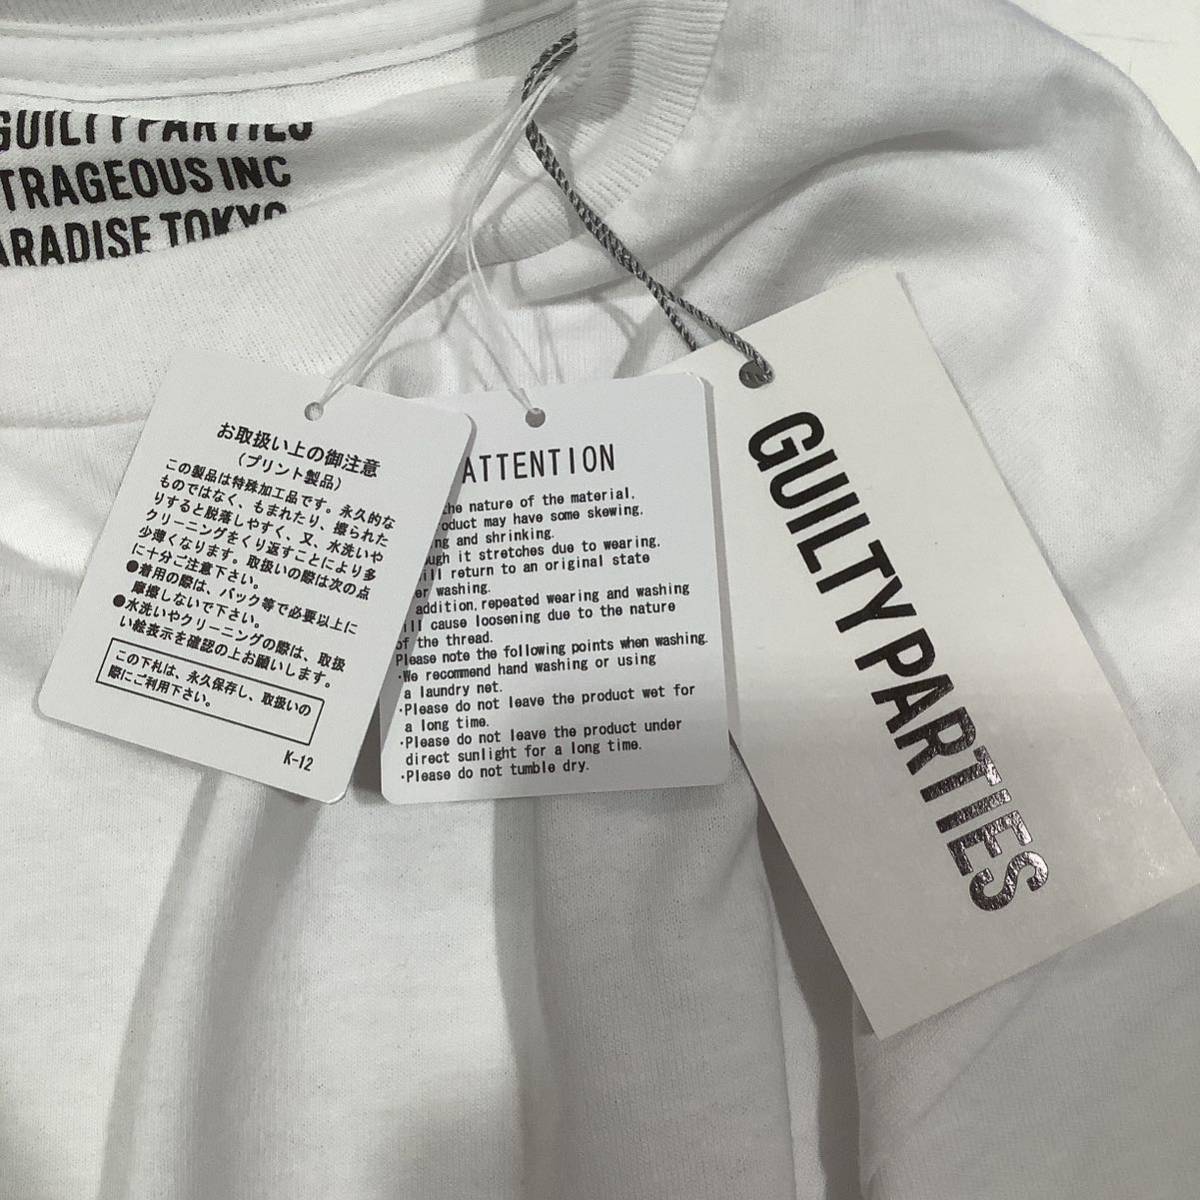 GUILTY PARTIES
TRAGEOUS INC
ARADISE TOKYO
お取扱い上の御注意
（プリント製品）
この製品は特殊加工品です。永久的な
ものではなく、もまれたり、擦られた
りすると脱落しやすく、又、水洗いや
クリーニングをくり返すことにより多
少薄くなります。取扱いの際は次の点
に十分ご注意下さい。
●着用の際は、バック等で必要以上に
摩擦しないで下さい。
●水洗いやクリーニングの際は、取扱
い絵表示を確認の上お願いします。
この下札は、永久保存し、取扱いの
際にご利用下さい。
K-12
ATTENTION
the nature of the material,
oduct may have some skewing,
ng and shrinking.
ugh it stretches due to wearing,
ill return to an original state
er washing.
addition, repeated wearing and washing
ill cause loosening due to the nature
of the thread.
Please note the following points when washing.
·We recommend hand washing or using
a laundry net.
·Please do not leave the product wet for
a long time.
·Please do not leave the product under
direct sunlight for a long time.
·Please do not tumble dry.
GUILTY PARTIES